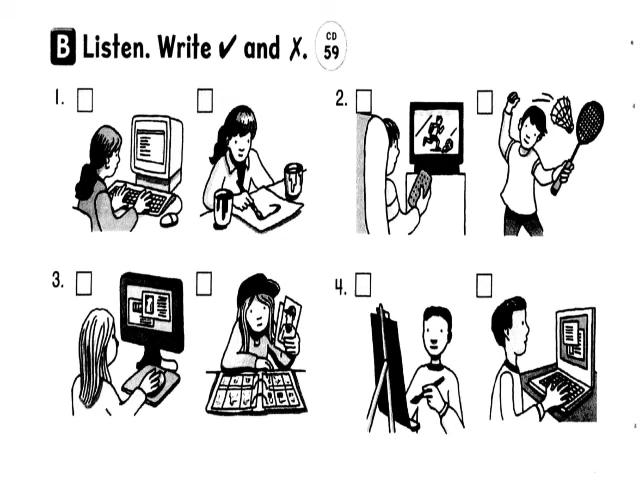 B Listen. Write ✓ and ✗. CD 59
1. 2.
3. 4.